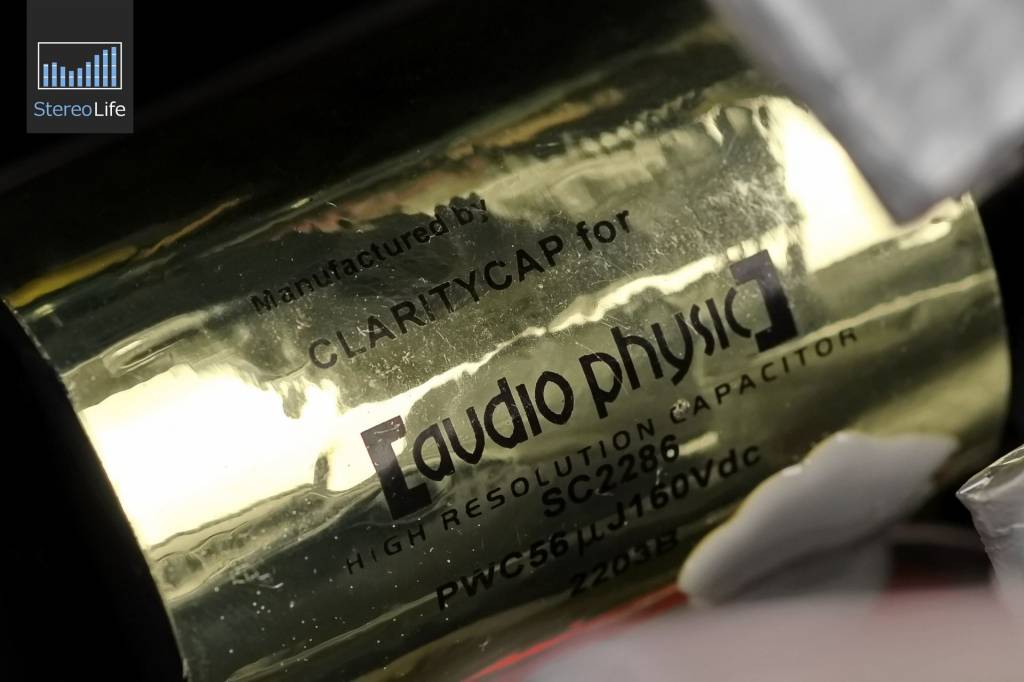 StereoLife
Manufactured by
CLARITYCAP for
[audio physic]
HIGH RESOLUTION CAPACITOR
SC2286
PWC56µJ160Vdc
2203B